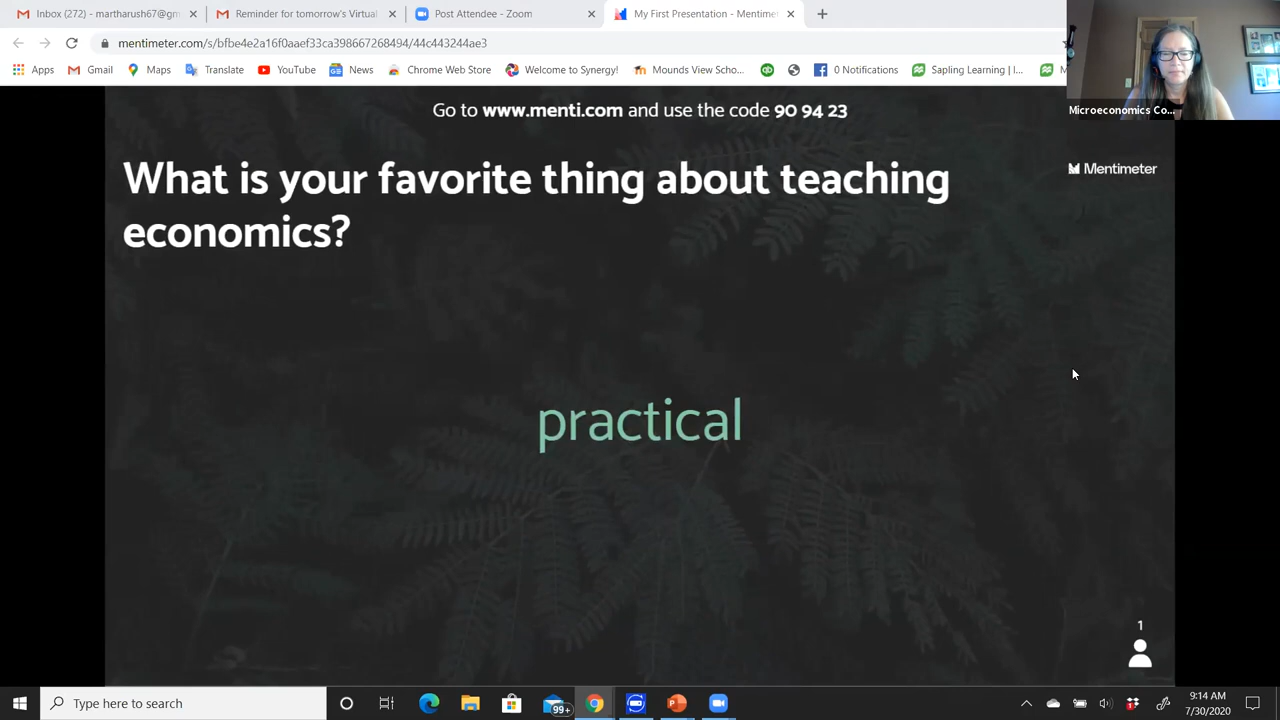 Inbox (272) - martharush67@gm
Reminder for tomorrow's Virtual
Post Attendee - Zoom
My First Presentation - Mentime
mentimeter.com/s/bfbe4e2a16f0aaef33ca398667268494/44c443244ae3
Apps
Gmail
Maps
Translate
YouTube
News
Chrome Web Store
Welcome to Synergy!
Mounds View Scho...
0 Notifications
Sapling Learning | I...
Microeconomics Co...
Go to www.menti.com and use the code 90 94 23
Mentimeter
What is your favorite thing about teaching
economics?
practical
1
Type here to search
99+
9:14 AM
7/30/2020